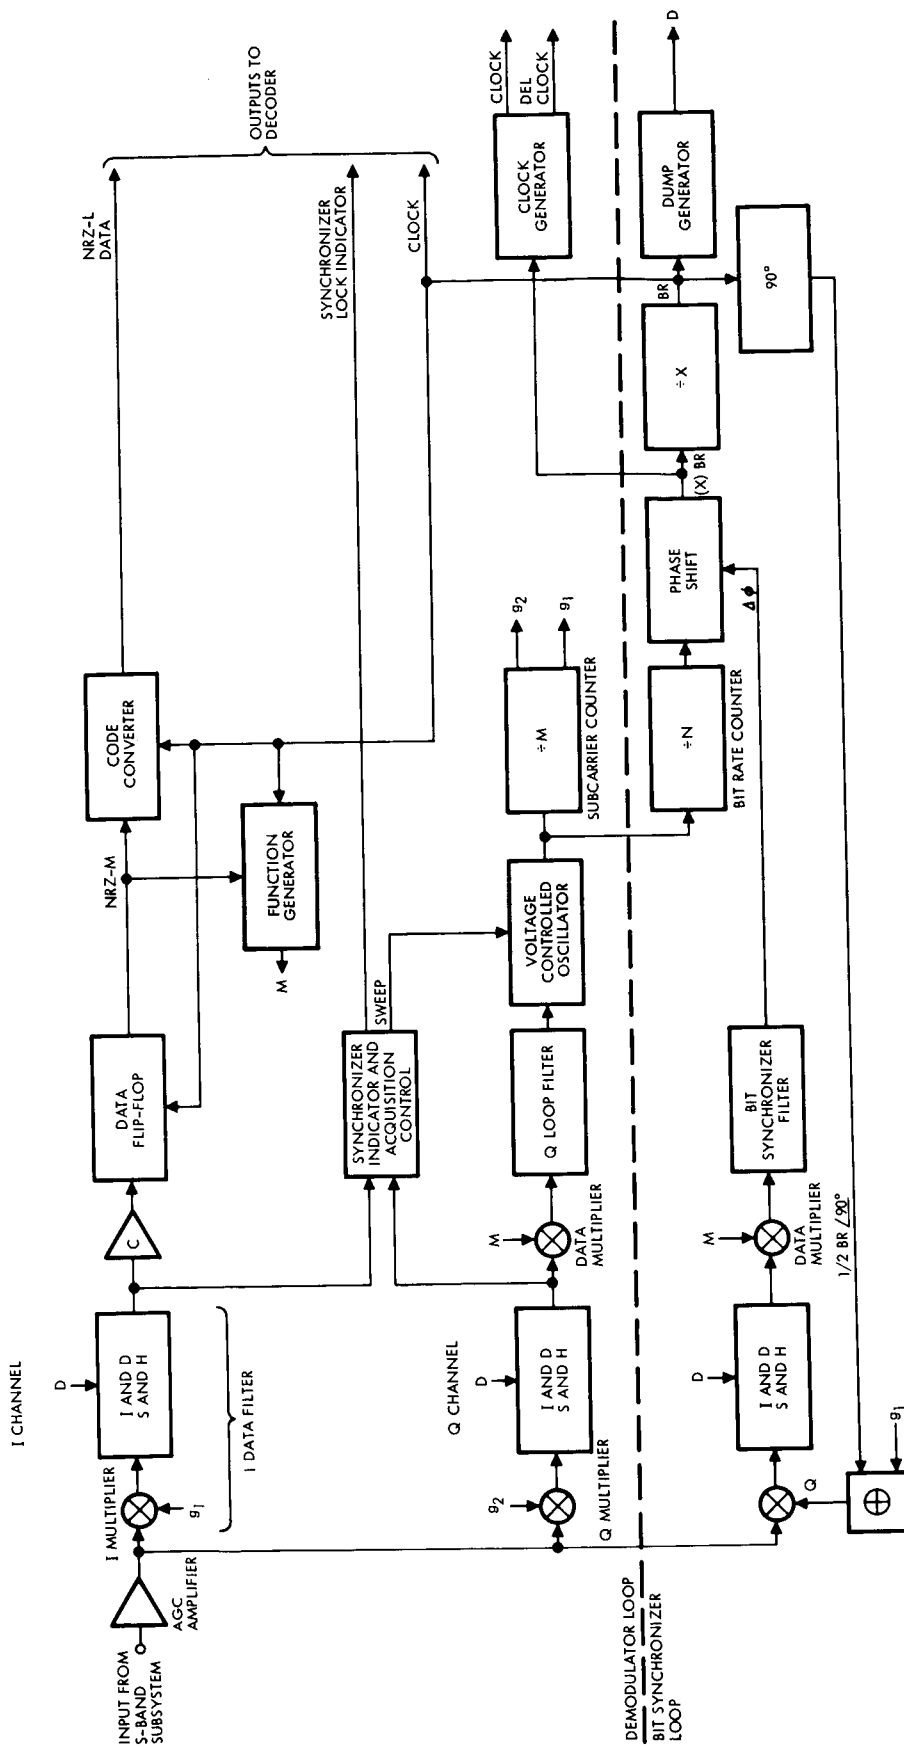 I CHANNEL
INPUT FROM
S-BAND
SUBSYSTEM
AGC
AMPLIFIER
I MULTIPLIER
g1
D
I AND D
S AND H
I DATA FILTER
C
DATA
FLIP-FLOP
NRZ-M
FUNCTION
GENERATOR
M
CODE
CONVERTER
NRZ-L
DATA
OUTPUTS TO
DECODER
SYNCHRONIZER
LOCK INDICATOR
CLOCK
SYNCHRONIZER
INDICATOR AND
ACQUISITION
CONTROL
SWEEP
Q CHANNEL
g2
Q MULTIPLIER
D
I AND D
S AND H
M
DATA
MULTIPLIER
Q LOOP FILTER
VOLTAGE
CONTROLLED
OSCILLATOR
÷M
SUBCARRIER COUNTER
g2
g1
CLOCK
GENERATOR
CLOCK
DEL
CLOCK
DEMODULATOR LOOP
BIT SYNCHRONIZER
LOOP
D
I AND D
S AND H
M
DATA
MULTIPLIER
BIT
SYNCHRONIZER
FILTER
÷N
BIT RATE COUNTER
PHASE
SHIFT
Δ ϕ
(X) BR
÷X
BR
DUMP
GENERATOR
D
90°
1/2 BR /90°
Q
⊕
g1